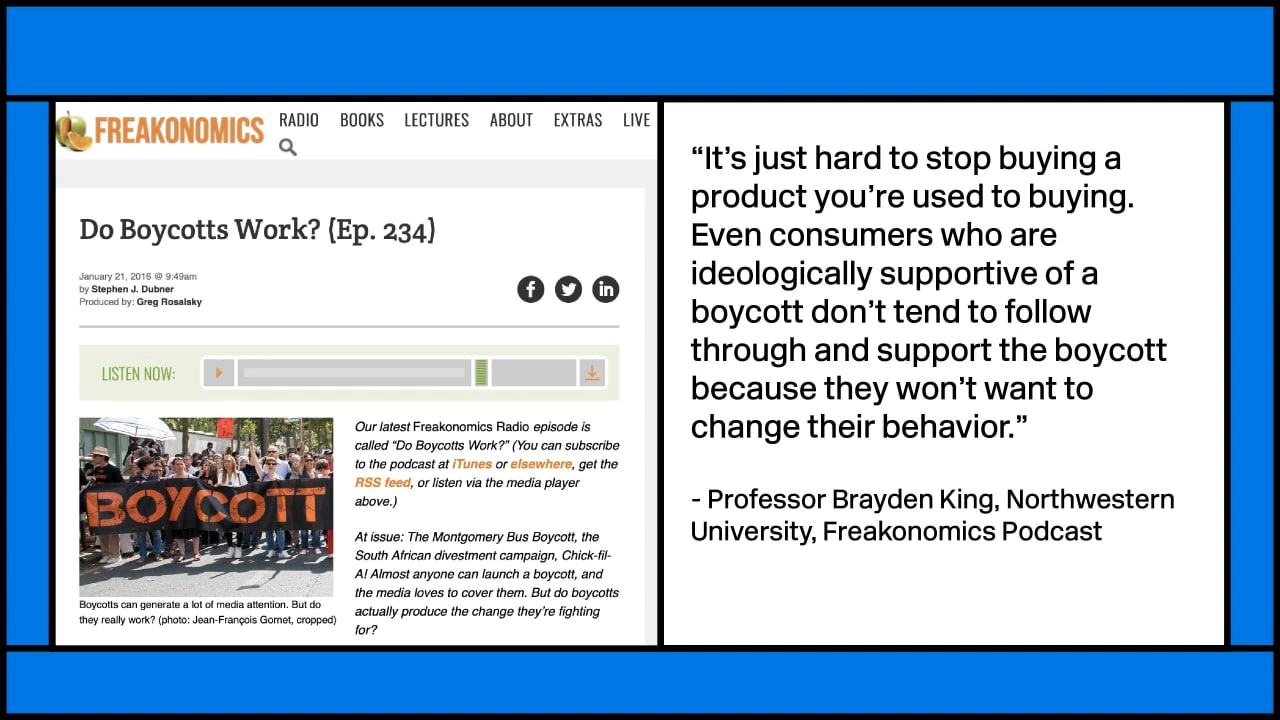 FREAKONOMICS
RADIO BOOKS LECTURES ABOUT EXTRAS LIVE
Do Boycotts Work? (Ep. 234)
January 21, 2016 @ 9:49am
by Stephen J. Dubner
Produced by: Greg Rosalsky
LISTEN NOW:
BOYCOTT
Boycotts can generate a lot of media attention. But do
they really work? (photo: Jean-François Gornet, cropped)
Our latest Freakonomics Radio episode is
called “Do Boycotts Work?” (You can subscribe
to the podcast at iTunes or elsewhere, get the
RSS feed, or listen via the media player
above.)
At issue: The Montgomery Bus Boycott, the
South African divestment campaign, Chick-fil-
A! Almost anyone can launch a boycott, and
the media loves to cover them. But do boycotts
actually produce the change they’re fighting
for?
“It’s just hard to stop buying a
product you’re used to buying.
Even consumers who are
ideologically supportive of a
boycott don’t tend to follow
through and support the boycott
because they won’t want to
change their behavior.”
- Professor Brayden King, Northwestern
University, Freakonomics Podcast